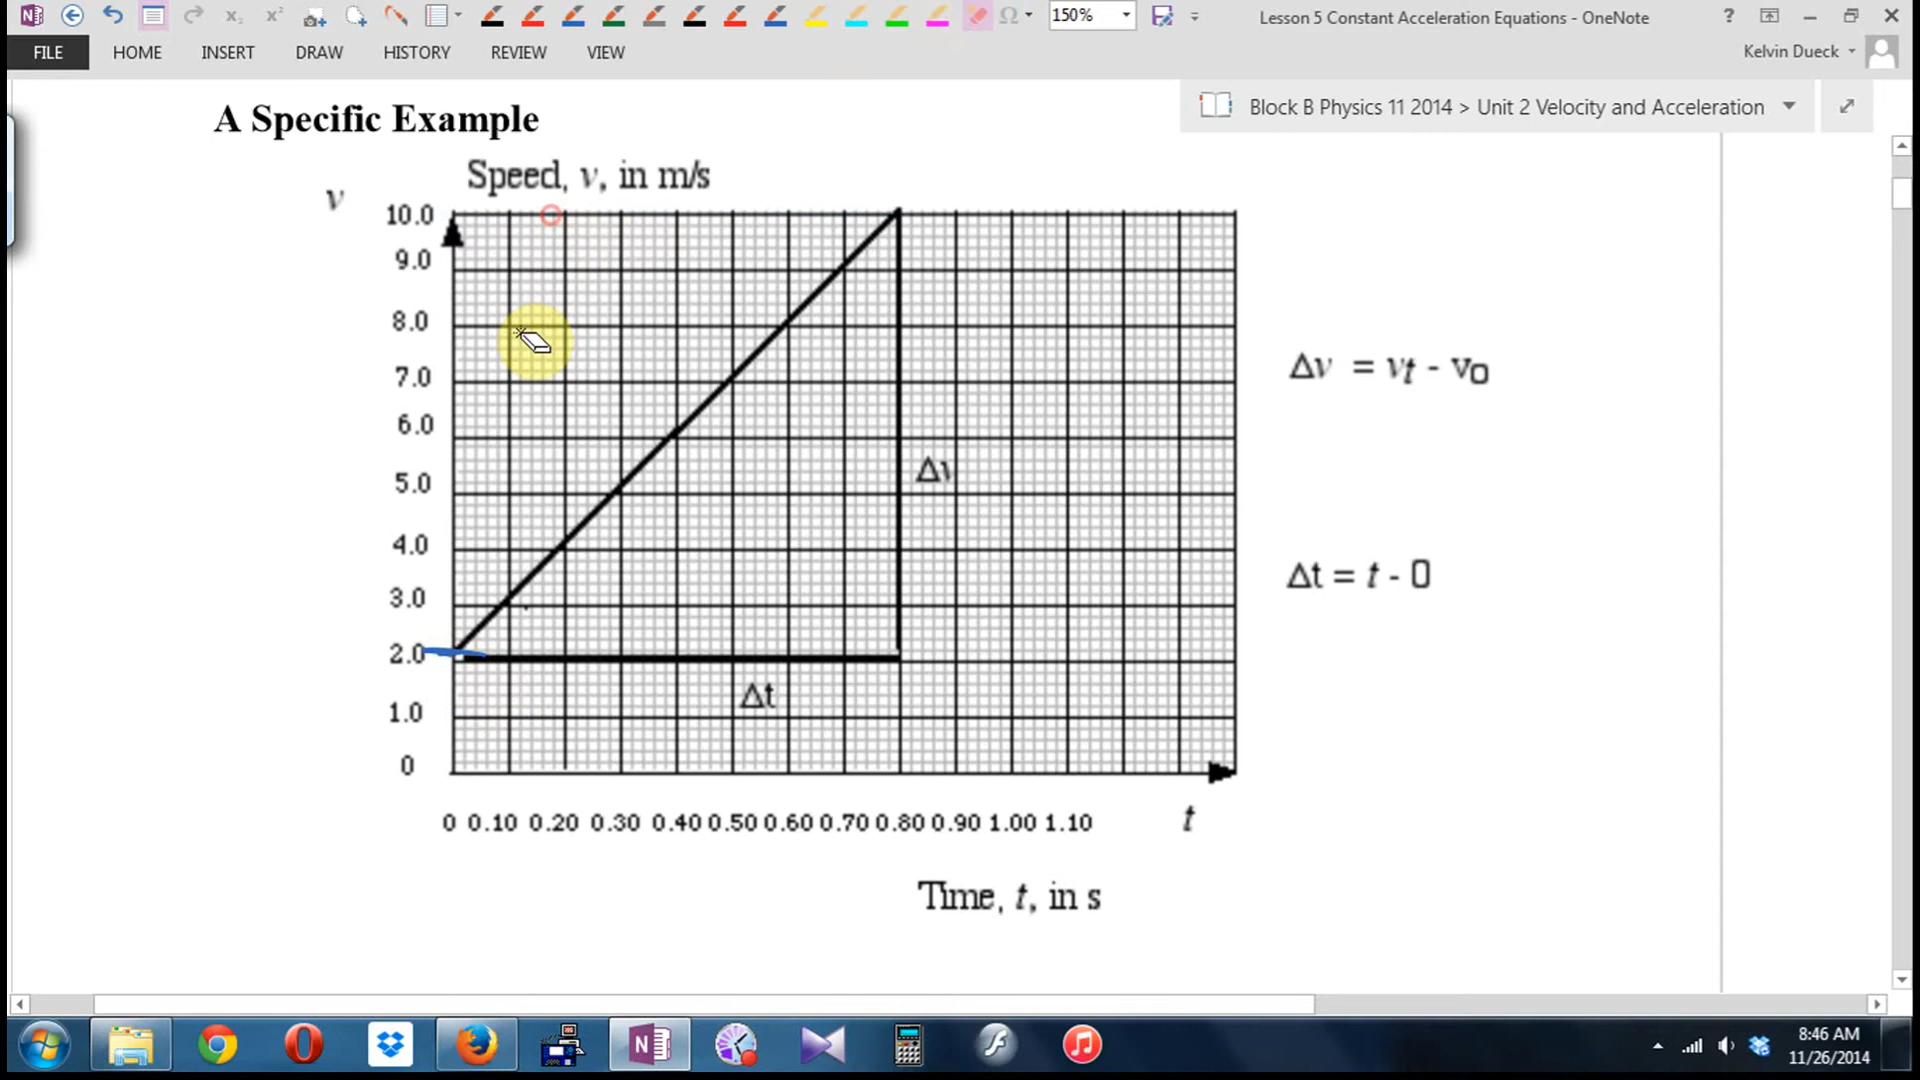 150%
Lesson 5 Constant Acceleration Equations - OneNote
FILE HOME INSERT DRAW HISTORY REVIEW VIEW
Kelvin Dueck
A Specific Example
Block B Physics 11 2014 > Unit 2 Velocity and Acceleration
Speed, v, in m/s
v
10.0
9.0
8.0
7.0
6.0
5.0
4.0
3.0
2.0
1.0
0
Δv = vt - v0
Δv
Δt = t - 0
Δt
0 0.10 0.20 0.30 0.40 0.50 0.60 0.70 0.80 0.90 1.00 1.10
t
Time, t, in s
8:46 AM
11/26/2014